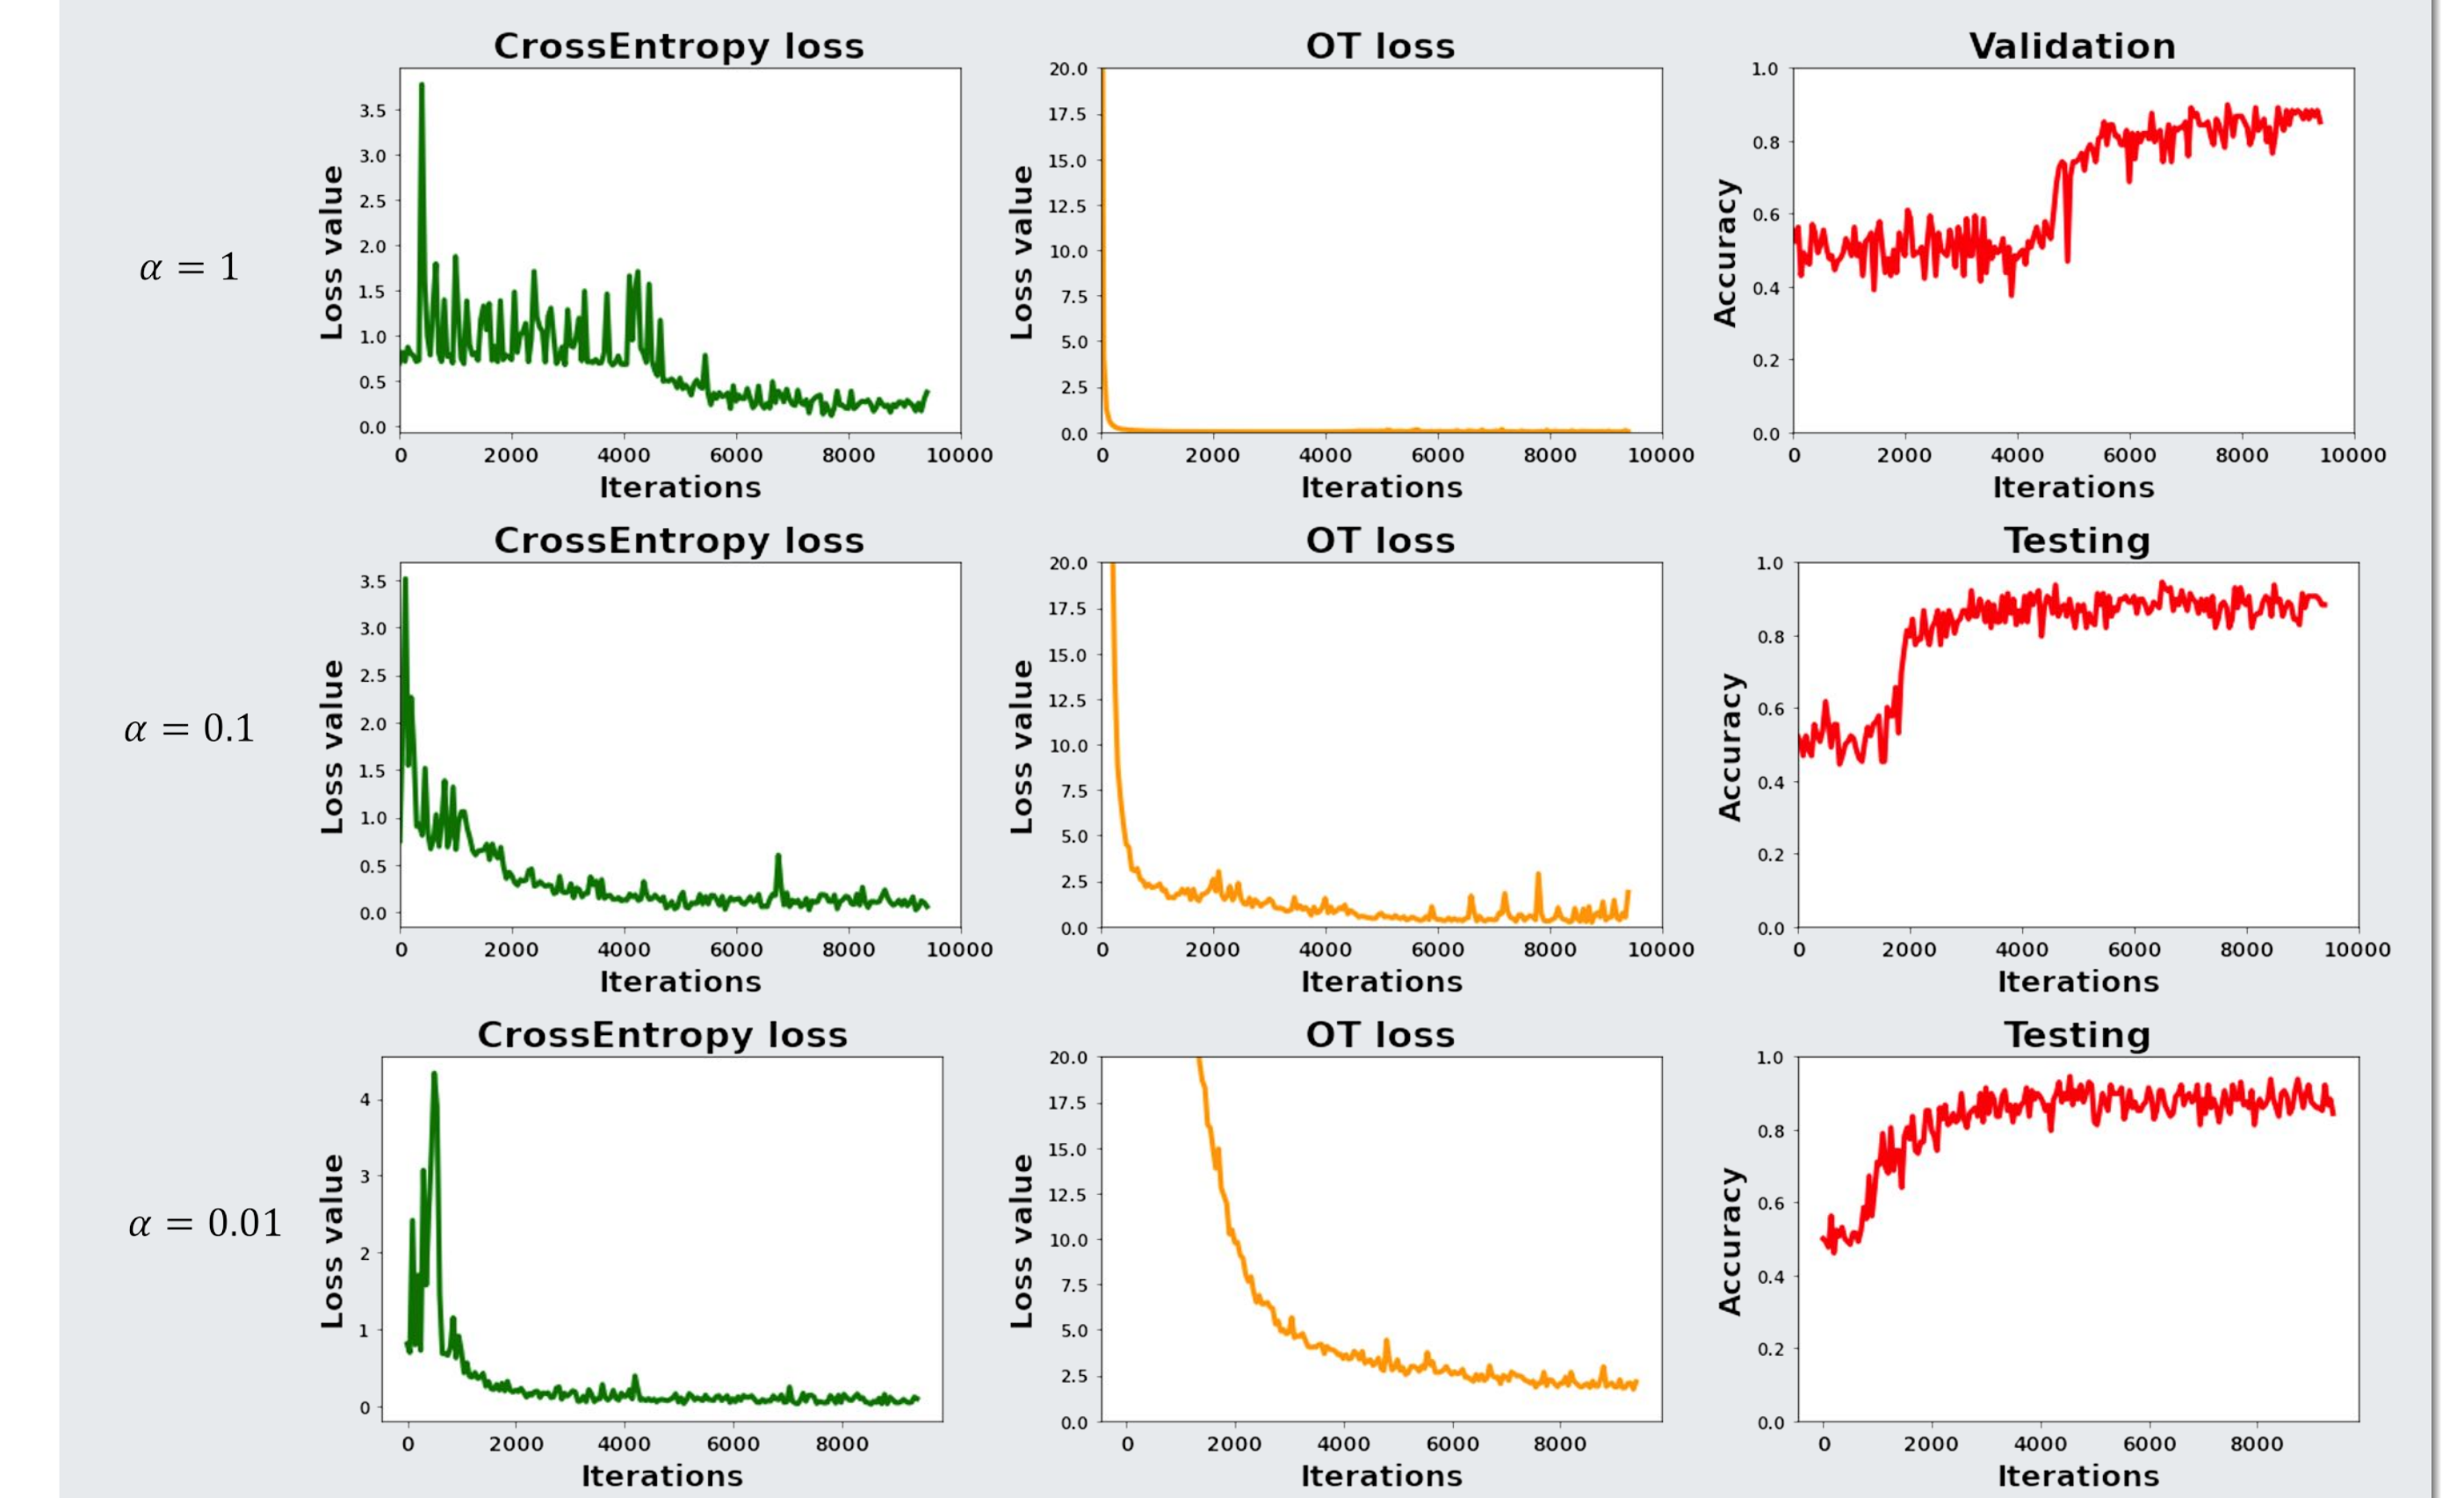 α = 1
CrossEntropy loss
Loss value
3.5
3.0
2.5
2.0
1.5
1.0
0.5
0.0
0 2000 4000 6000 8000 10000
Iterations
OT loss
Loss value
20.0
17.5
15.0
12.5
10.0
7.5
5.0
2.5
0.0
0 2000 4000 6000 8000 10000
Iterations
Validation
Accuracy
1.0
0.8
0.6
0.4
0.2
0.0
0 2000 4000 6000 8000 10000
Iterations
α = 0.1
CrossEntropy loss
Loss value
3.5
3.0
2.5
2.0
1.5
1.0
0.5
0.0
0 2000 4000 6000 8000 10000
Iterations
OT loss
Loss value
20.0
17.5
15.0
12.5
10.0
7.5
5.0
2.5
0.0
0 2000 4000 6000 8000 10000
Iterations
Testing
Accuracy
1.0
0.8
0.6
0.4
0.2
0.0
0 2000 4000 6000 8000 10000
Iterations
α = 0.01
CrossEntropy loss
Loss value
4
3
2
1
0
0 2000 4000 6000 8000
Iterations
OT loss
Loss value
20.0
17.5
15.0
12.5
10.0
7.5
5.0
2.5
0.0
0 2000 4000 6000 8000
Iterations
Testing
Accuracy
1.0
0.8
0.6
0.4
0.2
0.0
0 2000 4000 6000 8000
Iterations